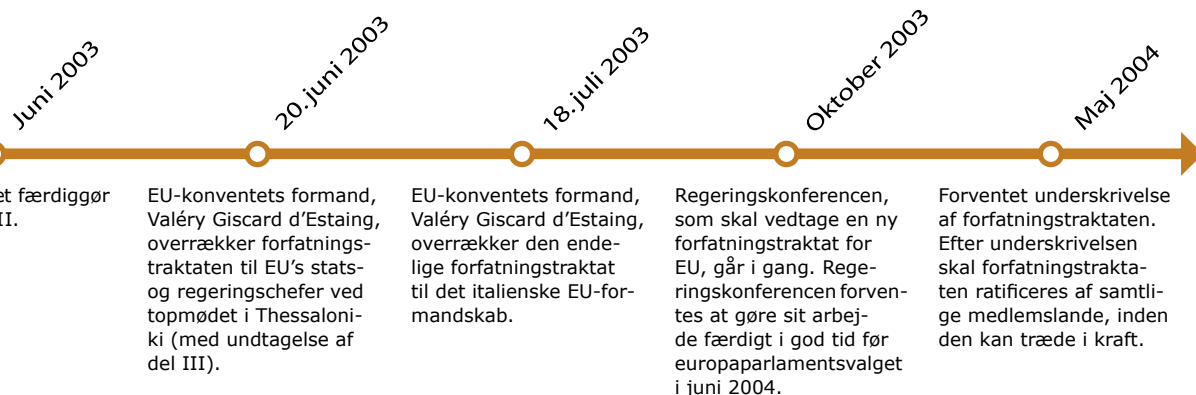 Juni 2003
et færdiggør
II.
20. juni 2003
EU-konventets formand,
Valéry Giscard d'Estaing,
overrækker forfatnings-
traktaten til EU's stats-
og regeringschefer ved
topmødet i Thessaloni-
ki (med undtagelse af
del III).
18. juli 2003
EU-konventets formand,
Valéry Giscard d'Estaing,
overrækker den ende-
lige forfatningstraktat
til det italienske EU-for-
mandskab.
Oktober 2003
Regeringskonferencen,
som skal vedtage en ny
forfatningstraktat for
EU, går i gang. Rege-
ringskonferencen forven-
tes at gøre sit arbej-
de færdigt i god tid før
europaparlamentsvalget
i juni 2004.
Maj 2004
Forventet underskrivelse
af forfatningstraktaten.
Efter underskrivelsen
skal forfatningstrakta-
ten ratificeres af samtli-
ge medlemslande, inden
den kan træde i kraft.